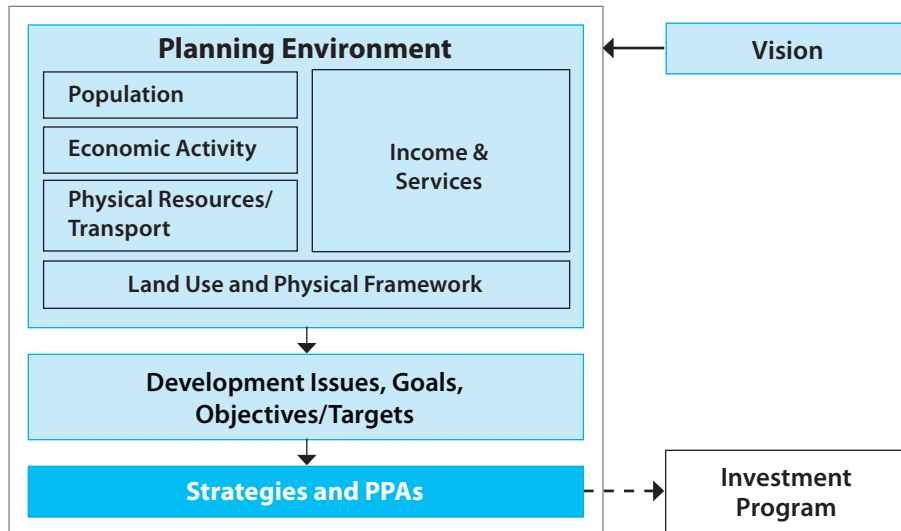 Planning Environment
Vision
Population
Economic Activity
Physical Resources/
Transport
Income &
Services
Land Use and Physical Framework
Development Issues, Goals,
Objectives/Targets
Strategies and PPAs
Investment
Program